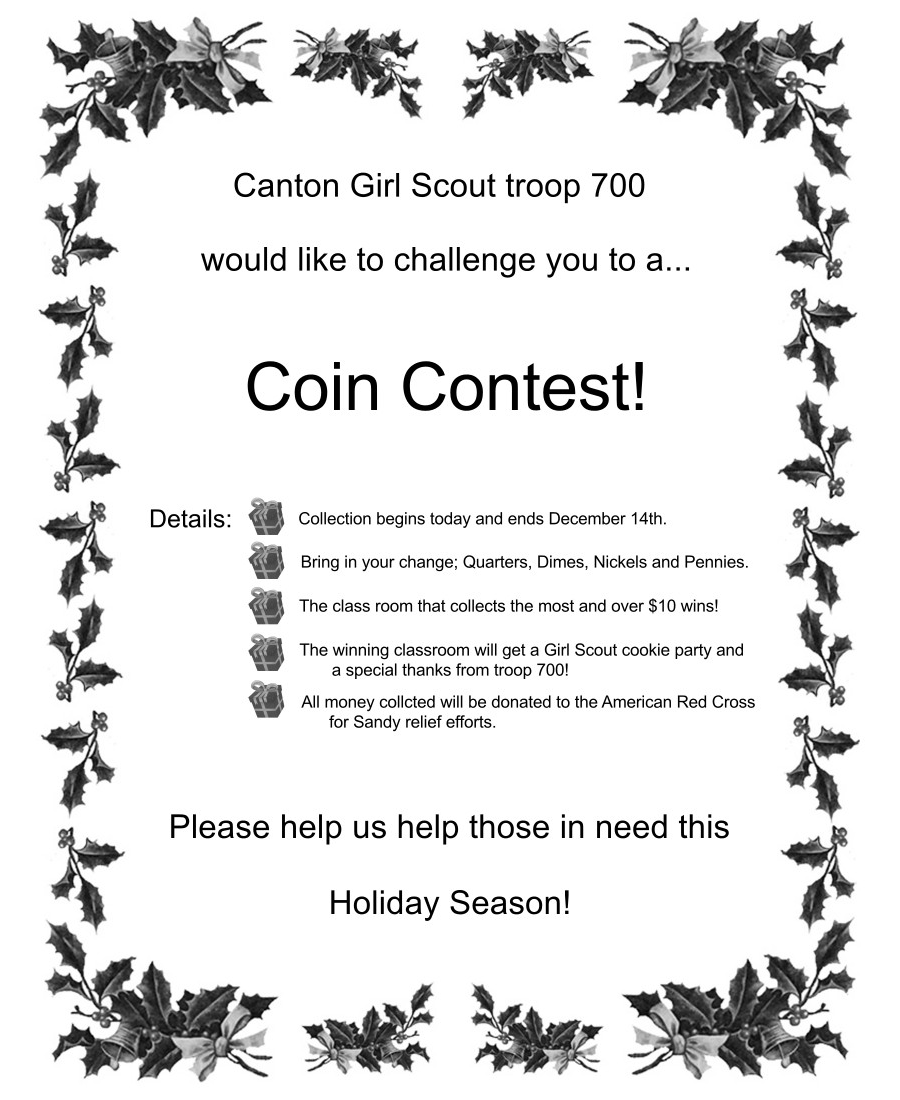 Canton Girl Scout troop 700
would like to challenge you to a...
Coin Contest!
Details: Collection begins today and ends December 14th.
Bring in your change; Quarters, Dimes, Nickels and Pennies.
The class room that collects the most and over $10 wins!
The winning classroom will get a Girl Scout cookie party and
a special thanks from troop 700!
All money collcted will be donated to the American Red Cross
for Sandy relief efforts.
Please help us help those in need this
Holiday Season!